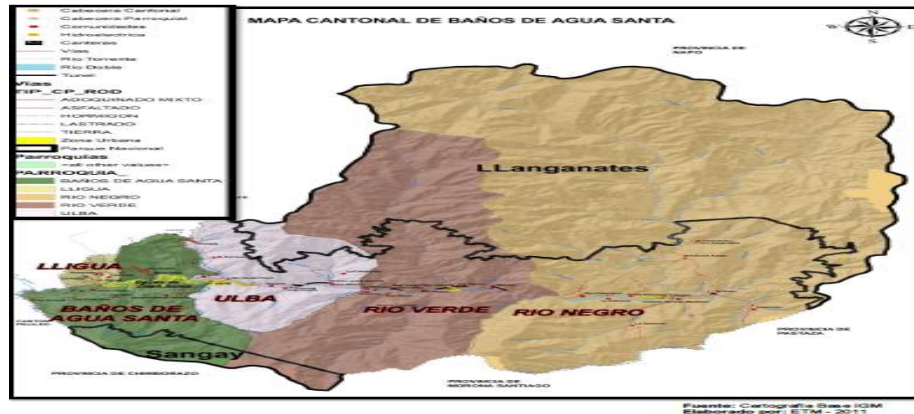 Cabecera Cantonal
Cabecera Parroquial
Comunidades
Hidroelectrica
Canteras
Vias
Rio Torrente
Rio Doble
Tunel
Vias
TIP_CP_ROD
ADOQUINADO MIXTO
ASFALTADO
HORMIGON
LASTRADO
TIERRA
Zona Urbana
Parque Nacional
Parroquias
<all other values>
PARROQUIA_
BAÑOS DE AGUA SANTA
LLIGUA
RIO NEGRO
RIO VERDE
ULBA
MAPA CANTONAL DE BAÑOS DE AGUA SANTA
N
S
PROVINCIA DE
NAPO
LLanganates
LLIGUA
BAÑOS DE
AGUA SANTA
ULBA
RIO VERDE
RIO NEGRO
Sangay
PROVINCIA DE CHIMBORAZO
PROVINCIA DE
MORONA SANTIAGO
PROVINCIA DE
PASTAZA
Fuente: Cartografia Base IGM
Elaborado por: ETM - 2011